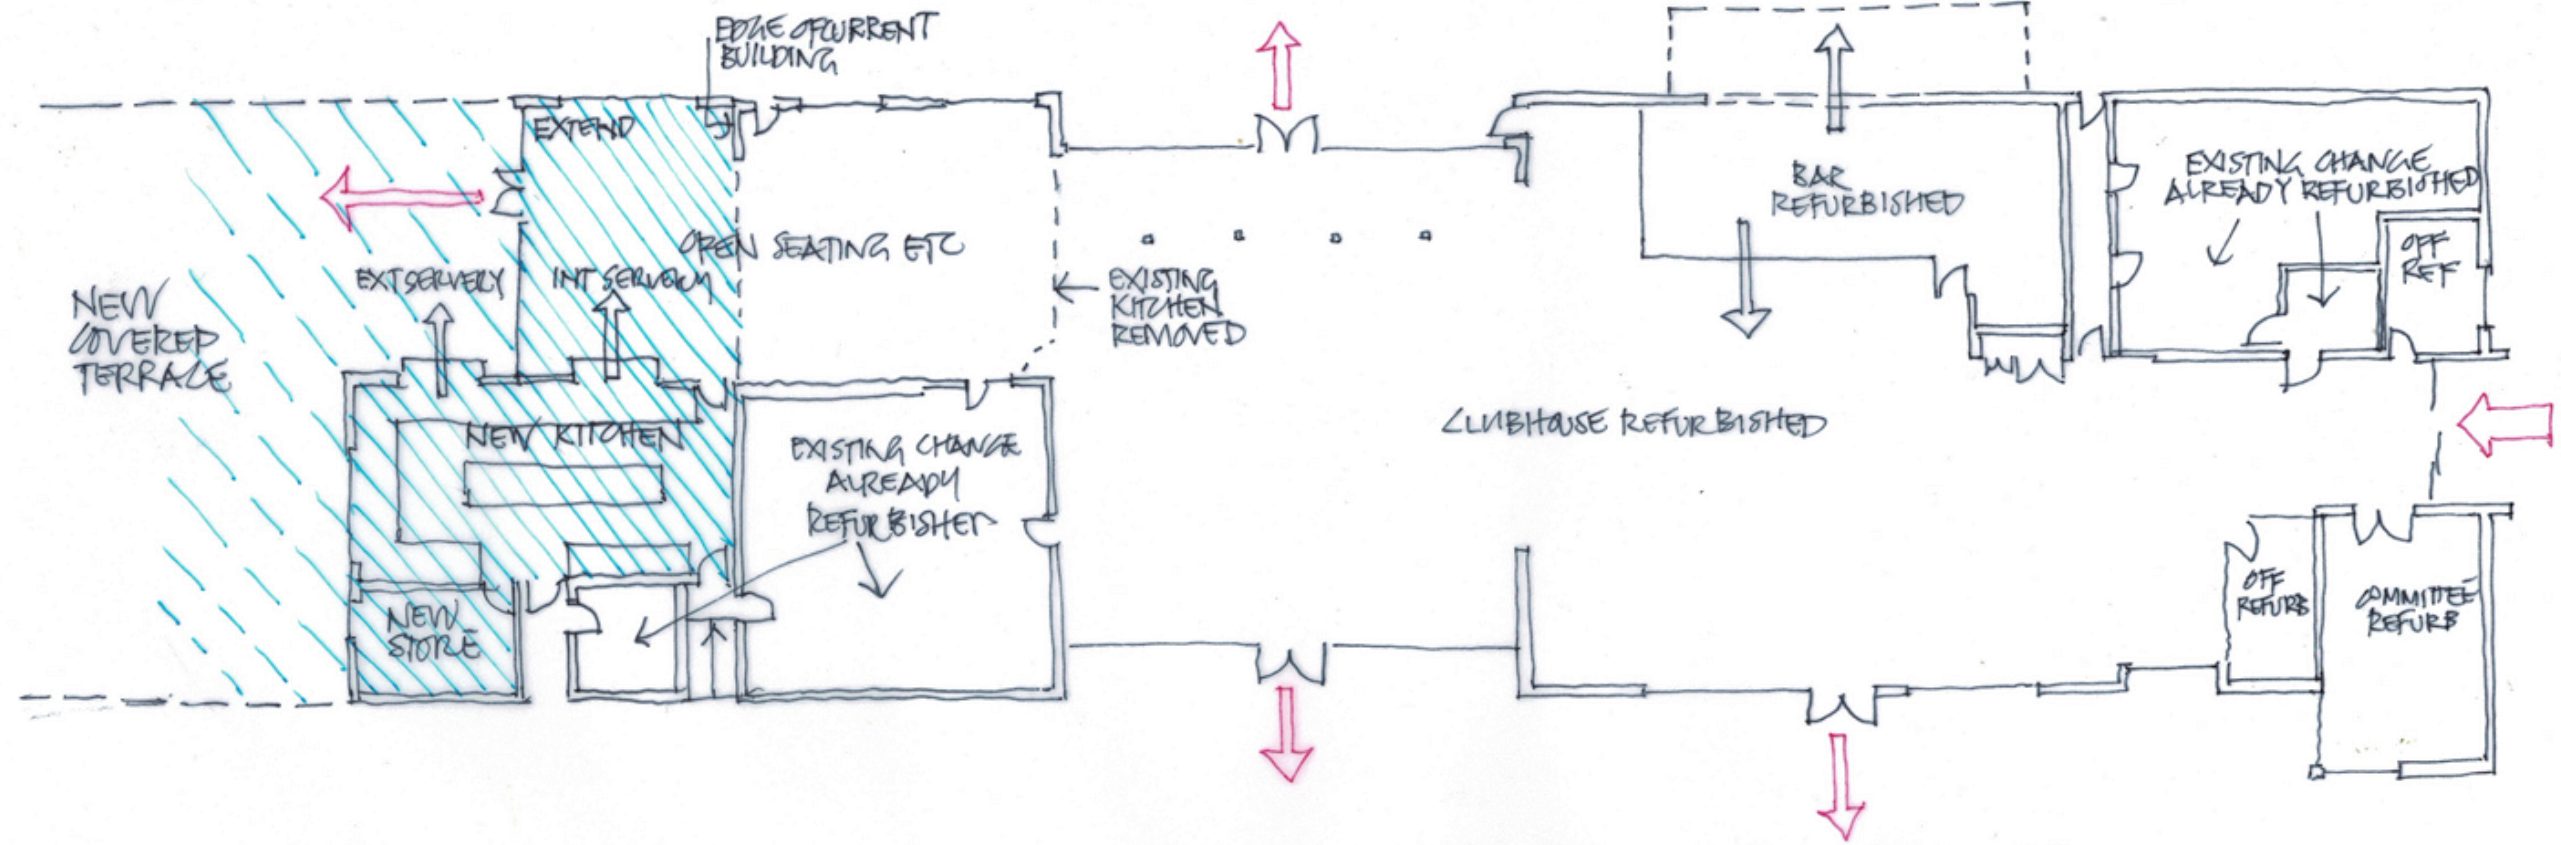 EDGE OF CURRENT
BUILDING
EXTEND
OPEN SEATING ETC
EXT SERVERY
INT SERVERY
NEW
COVERED
TERRACE
EXISTING
KITCHEN
REMOVED
NEW KITCHEN
EXISTING CHANGE
ALREADY
REFURBISHED
NEW
STORE
BAR
REFURBISHED
CLUBHOUSE REFURBISHED
EXISTING CHANGE
ALREADY REFURBISHED
OFF
REF
OFF
REFURB
COMMITTEE
REFURB